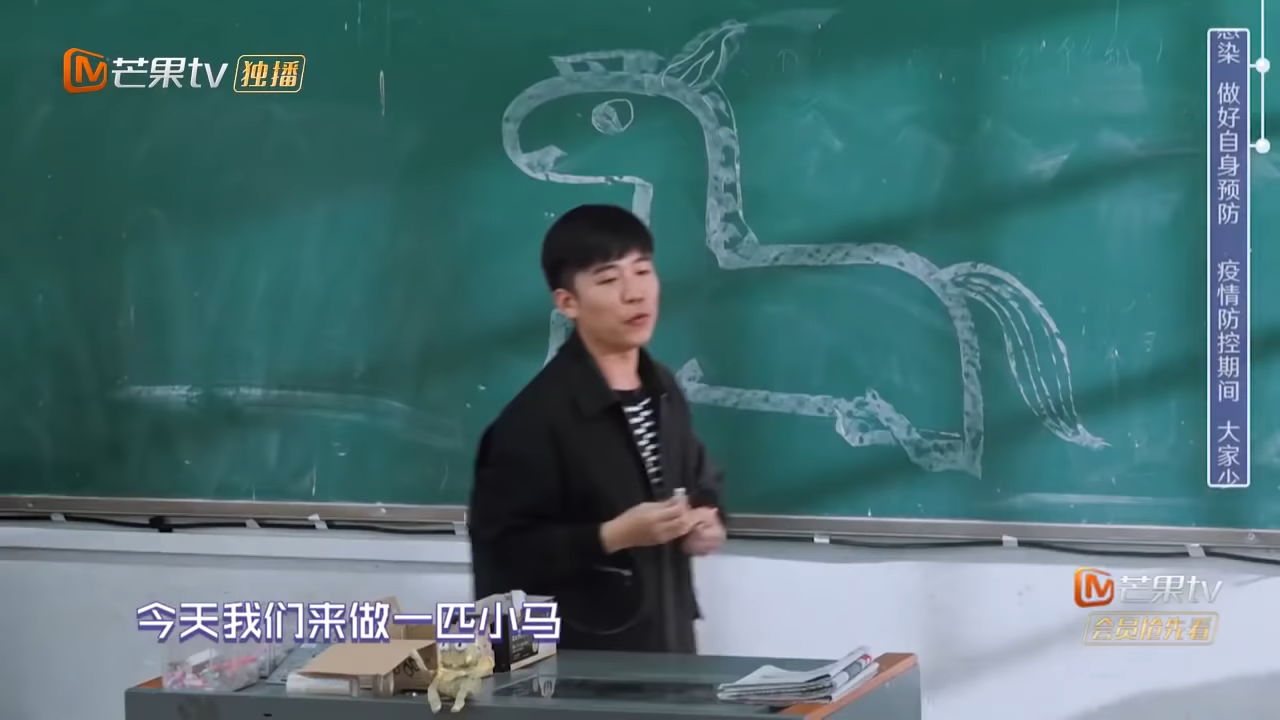 芒果tv 独播
染 做好自身预防 疫情防控期间 大家少
芒果tv
会员抢先看
今天我们来做一匹小马